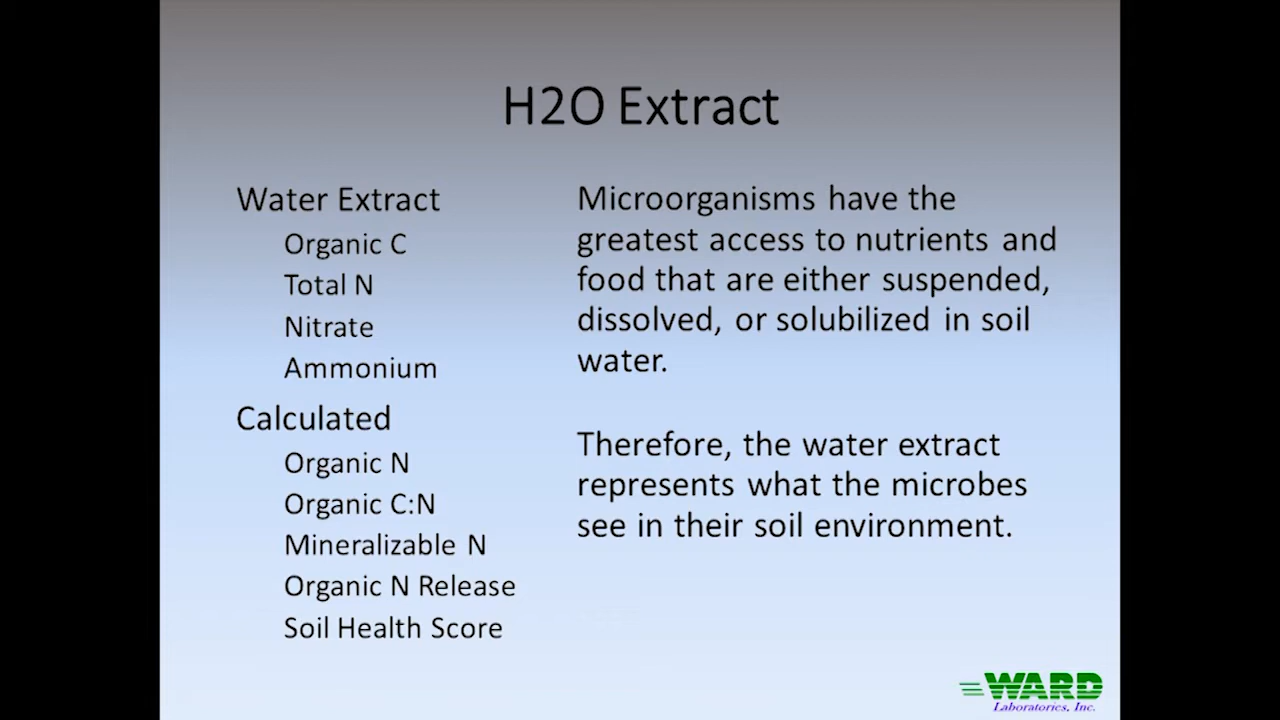 H2O Extract
Water Extract
Organic C
Total N
Nitrate
Ammonium
Calculated
Organic N
Organic C:N
Mineralizable N
Organic N Release
Soil Health Score
Microorganisms have the
greatest access to nutrients and
food that are either suspended,
dissolved, or solubilized in soil
water.
Therefore, the water extract
represents what the microbes
see in their soil environment.
WARD
Laboratories, Inc.